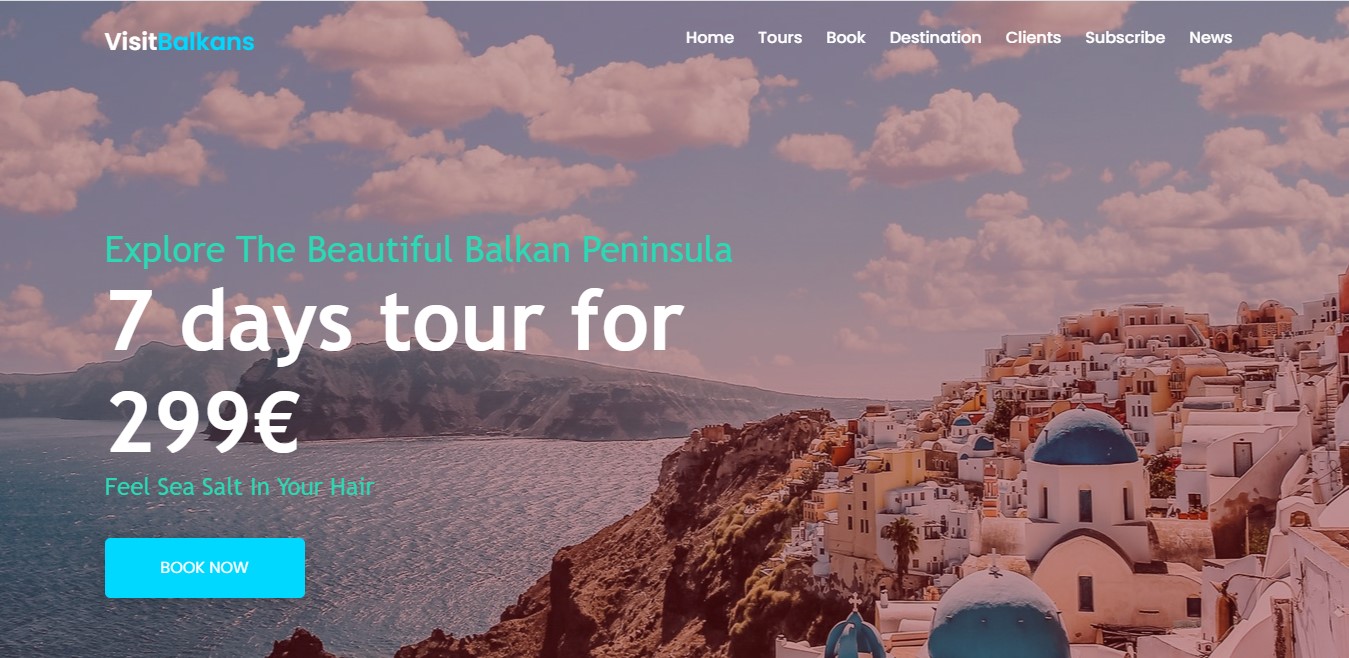 VisitBalkans
Home Tours Book Destination Clients Subscribe News
Explore The Beautiful Balkan Peninsula
7 days tour for
299€
Feel Sea Salt In Your Hair
BOOK NOW